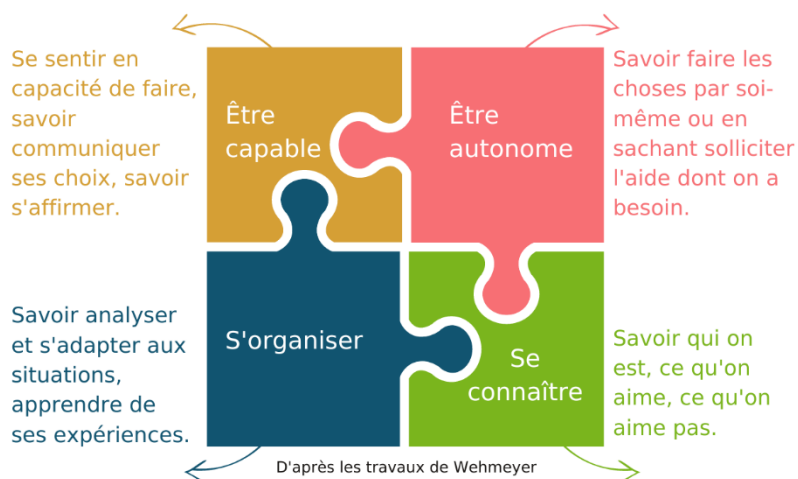 Se sentir en
capacité de faire,
savoir
communiquer
ses choix, savoir
s'affirmer.
Être
capable
Être
autonome
Savoir faire les
choses par soi-
même ou en
sachant solliciter
l'aide dont on a
besoin.
Savoir analyser
et s'adapter aux
situations,
apprendre de
ses expériences.
S'organiser
Se
connaître
Savoir qui on
est, ce qu'on
aime, ce qu'on
aime pas.
D'après les travaux de Wehmeyer